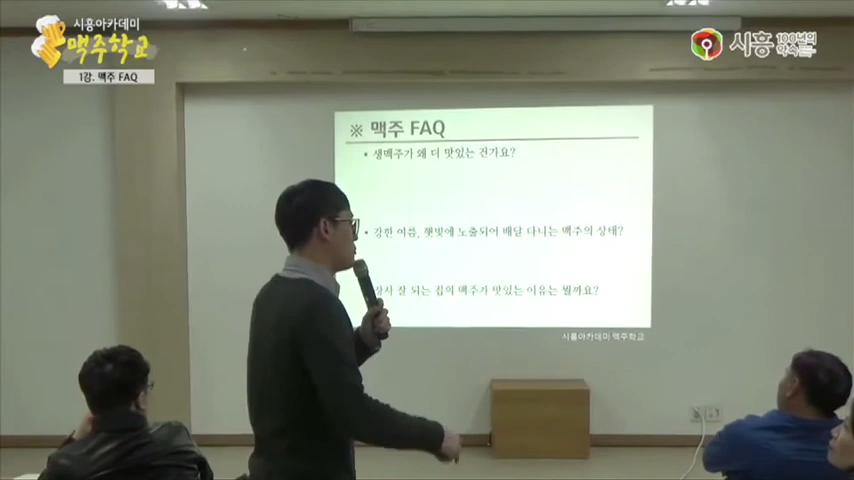 시흥아카데미
맥주학교
1강. 맥주 FAQ
시흥 100년의 약속
※ 맥주 FAQ
• 생맥주가 왜 더 맛있는 건가요?
• 강한 여름, 햇빛에 노출되어 배달 다니는 맥주의 상태?
장사 잘 되는 집의 맥주가 맛있는 이유는 뭘까요?
시흥아카데미 맥주학교